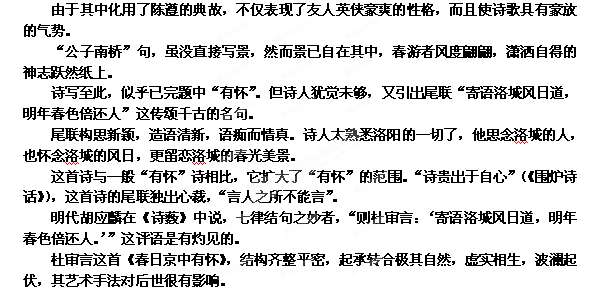 由于其中化用了陈遵的典故，不仅表现了友人英侠豪爽的性格，而且使诗歌具有豪放
的气势。
“公子南桥”句，虽没直接写景，然而景已自在其中，春游者风度翩翩，潇洒自得的
神志跃然纸上。
诗写至此，似乎已完题中“有怀”。但诗人犹觉未够，又引出尾联“寄语洛城风日道，
明年春色倍还人”这传颂千古的名句。
尾联构思新颖，造语清新，语痴而情真。诗人太熟悉洛阳的一切了，他思念洛城的人，
也怀念洛城的风日，更留恋洛城的春光美景。
这首诗与一般“有怀”诗相比，它扩大了“有怀”的范围。“诗贵出于自心”(《围炉诗
话》)，这首诗的尾联独出心裁，“言人之所不能言”。
明代胡应麟在《诗薮》中说，七律结句之妙者，“则杜审言：‘寄语洛城风日道，明年
春色倍还人。’”这评语是有灼见的。
杜审言这首《春日京中有怀》，结构齐整平密，起承转合极其自然，虚实相生，波澜起
伏，其艺术手法对后世很有影响。